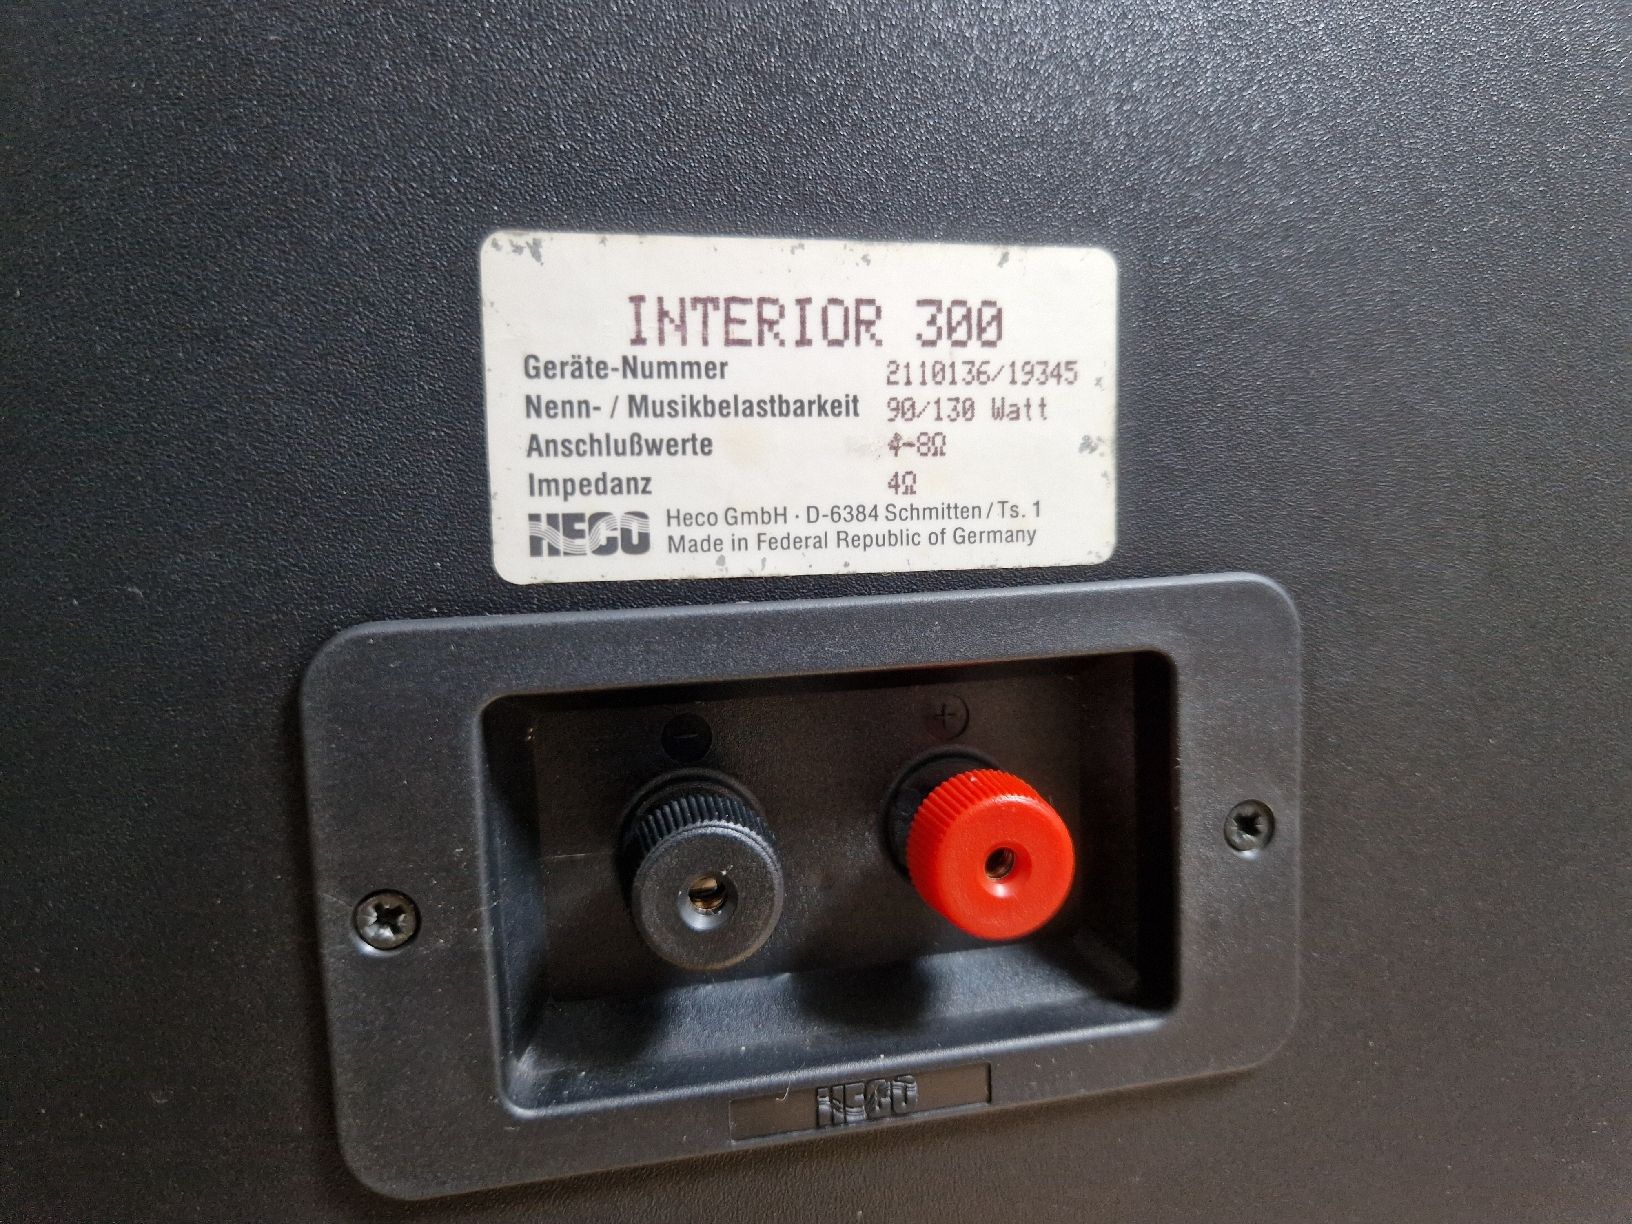 INTERIOR 300
Geräte-Nummer 2110136/19345
Nenn- / Musikbelastbarkeit 90/130 Watt
Anschlußwerte 4-8Ω
Impedanz 4Ω
HECO Heco GmbH · D-6384 Schmitten / Ts. 1
Made in Federal Republic of Germany
- +
HECO